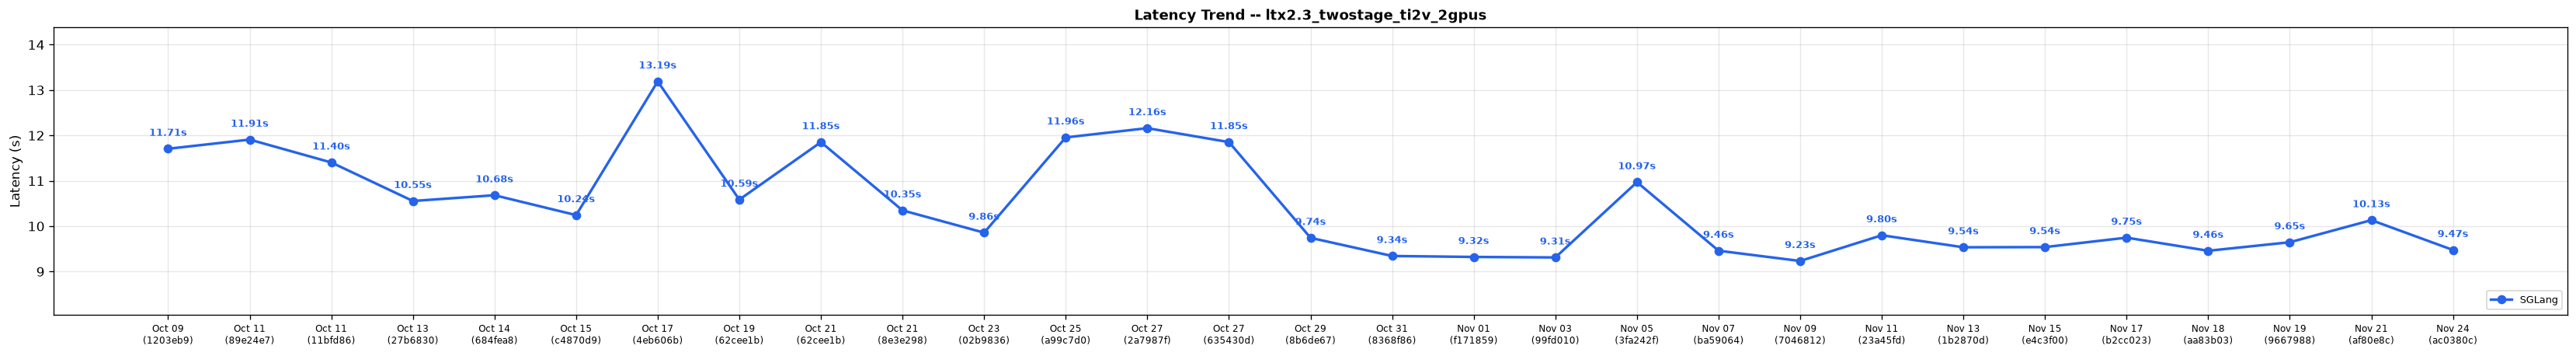 Latency Trend -- ltx2.3_twostage_ti2v_2gpus
Latency (s)
14
13
12
11
10
9
11.71s
11.91s
11.40s
10.55s
10.68s
10.24s
13.19s
10.59s
11.85s
10.35s
9.86s
11.96s
12.16s
11.85s
9.74s
9.34s
9.32s
9.31s
10.97s
9.46s
9.23s
9.80s
9.54s
9.54s
9.75s
9.46s
9.65s
10.13s
9.47s
SGLang
Oct 09
(1203eb9)
Oct 11
(89e24e7)
Oct 11
(11bfd86)
Oct 13
(27b6830)
Oct 14
(684fea8)
Oct 15
(c4870d9)
Oct 17
(4eb606b)
Oct 19
(62cee1b)
Oct 21
(62cee1b)
Oct 21
(8e3e298)
Oct 23
(02b9836)
Oct 25
(a99c7d0)
Oct 27
(2a7987f)
Oct 27
(635430d)
Oct 29
(8b6de67)
Oct 31
(8368f86)
Nov 01
(f171859)
Nov 03
(99fd010)
Nov 05
(3fa242f)
Nov 07
(ba59064)
Nov 09
(7046812)
Nov 11
(23a45fd)
Nov 13
(1b2870d)
Nov 15
(e4c3f00)
Nov 17
(b2cc023)
Nov 18
(aa83b03)
Nov 19
(9667988)
Nov 21
(af80e8c)
Nov 24
(ac0380c)